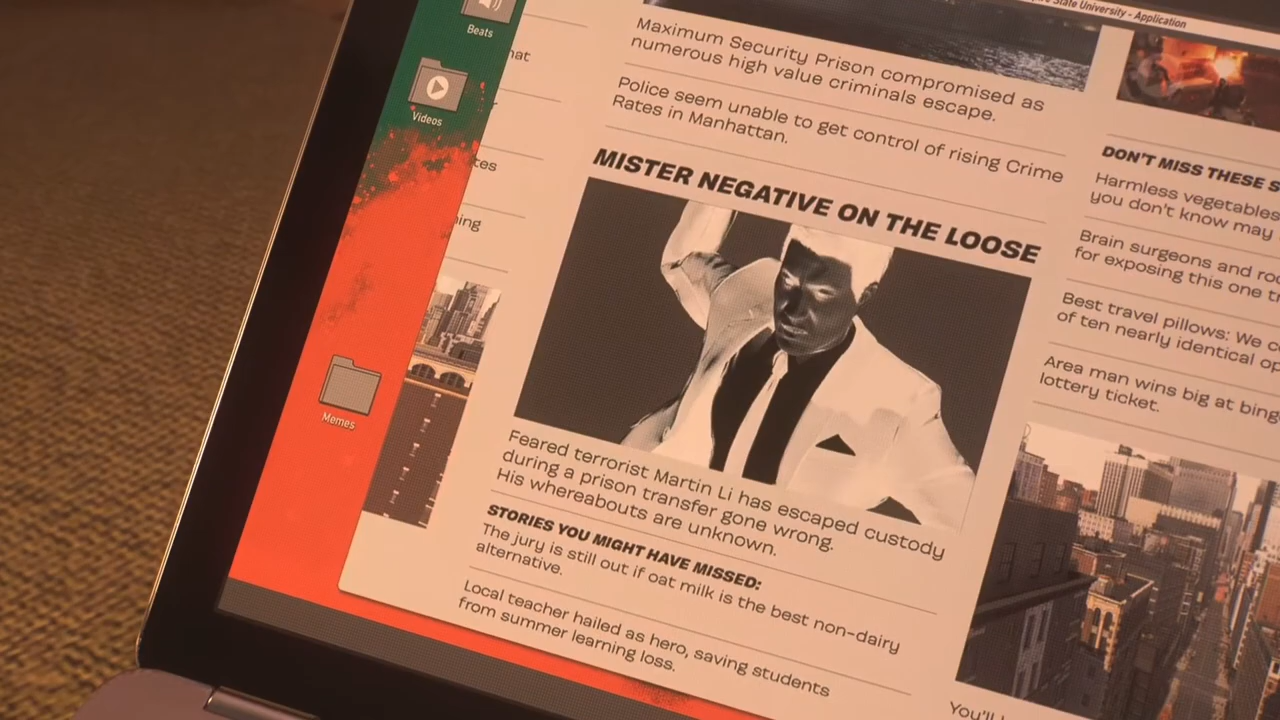 State University - Application
Beats
Videos
Memes
Maximum Security Prison compromised as
numerous high value criminals escape.
Police seem unable to get control of rising Crime
Rates in Manhattan.
MISTER NEGATIVE ON THE LOOSE
Feared terrorist Martin Li has escaped custody
during a prison transfer gone wrong.
His whereabouts are unknown.
STORIES YOU MIGHT HAVE MISSED:
The jury is still out if oat milk is the best non-dairy
alternative.
Local teacher hailed as hero, saving students
from summer learning loss.
DON'T MISS THESE S
Harmless vegetables
you don't know may
Brain surgeons and
for exposing this one
Best travel pillows: We
of ten nearly identical
Area man wins big at
lottery ticket.
You'll